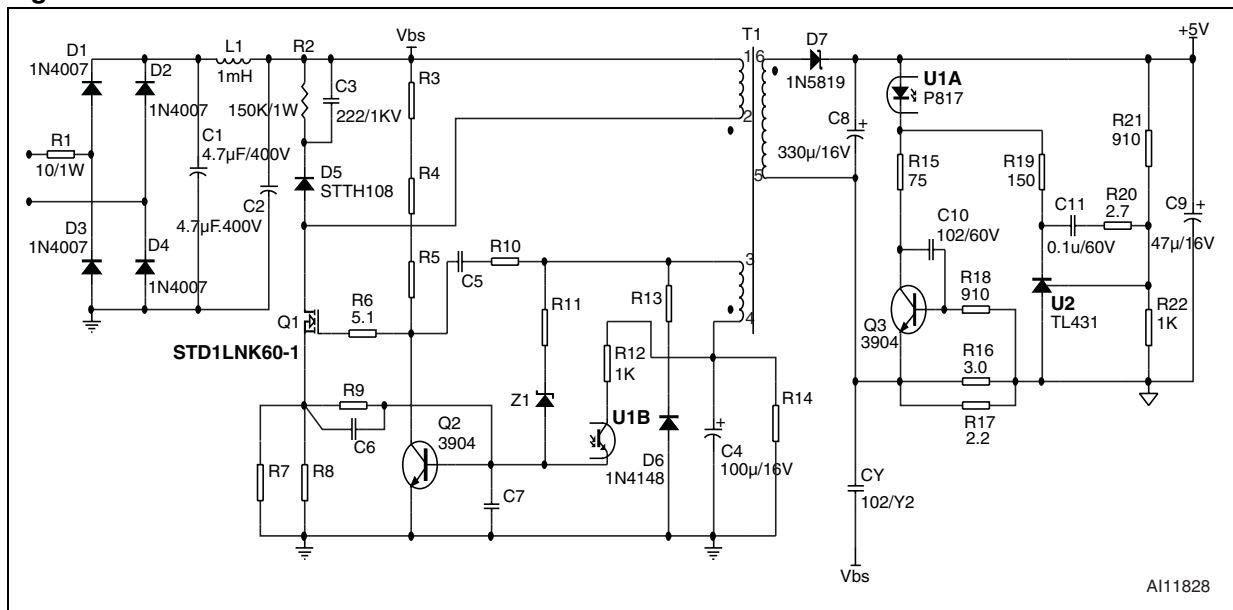 D1
1N4007
D2
1N4007
L1
1mH
R2
150K/1W
C3
222/1KV
Vbs
R3
T1
1
6
D7
1N5819
+5V
U1A
P817
R21
910
R1
10/1W
C1
4.7µF/400V
2
C8
330µ/16V
D5
STTH108
R4
5
R15
75
R19
150
C11
0.1u/60V
R20
2.7
C9
47µ/16V
D3
1N4007
C2
4.7µF.400V
D4
1N4007
R5
C5
R10
3
C10
102/60V
R18
910
U2
TL431
R22
1K
Q1
STD1LNK60-1
R6
5.1
R11
R13
4
Q3
3904
R12
1K
R16
3.0
R9
C6
Z1
U1B
R14
R17
2.2
Q2
3904
D6
1N4148
C4
100µ/16V
R7
R8
C7
CY
102/Y2
Vbs
AI11828